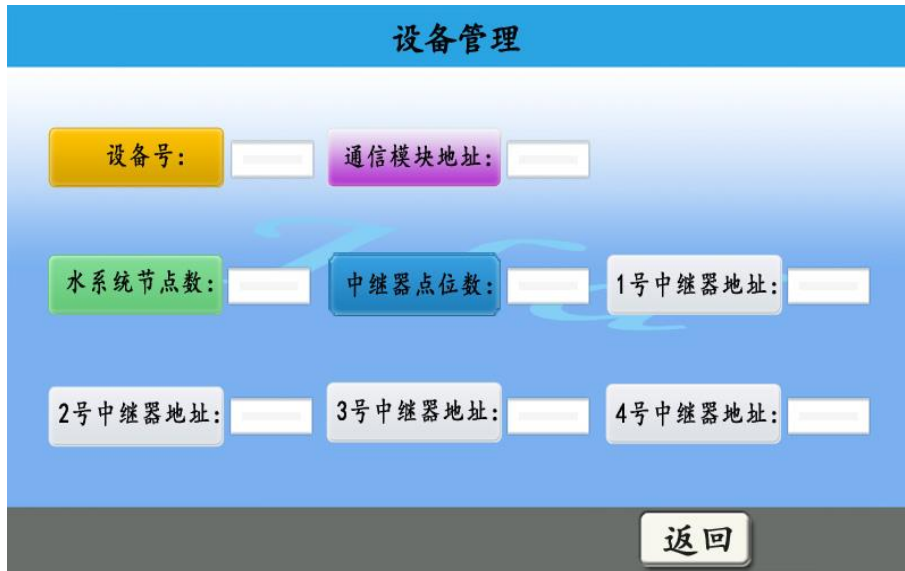 设备管理
设备号：
通信模块地址：
水系统节点数：
中继器点位数：
1号中继器地址：
2号中继器地址：
3号中继器地址：
4号中继器地址：
返回